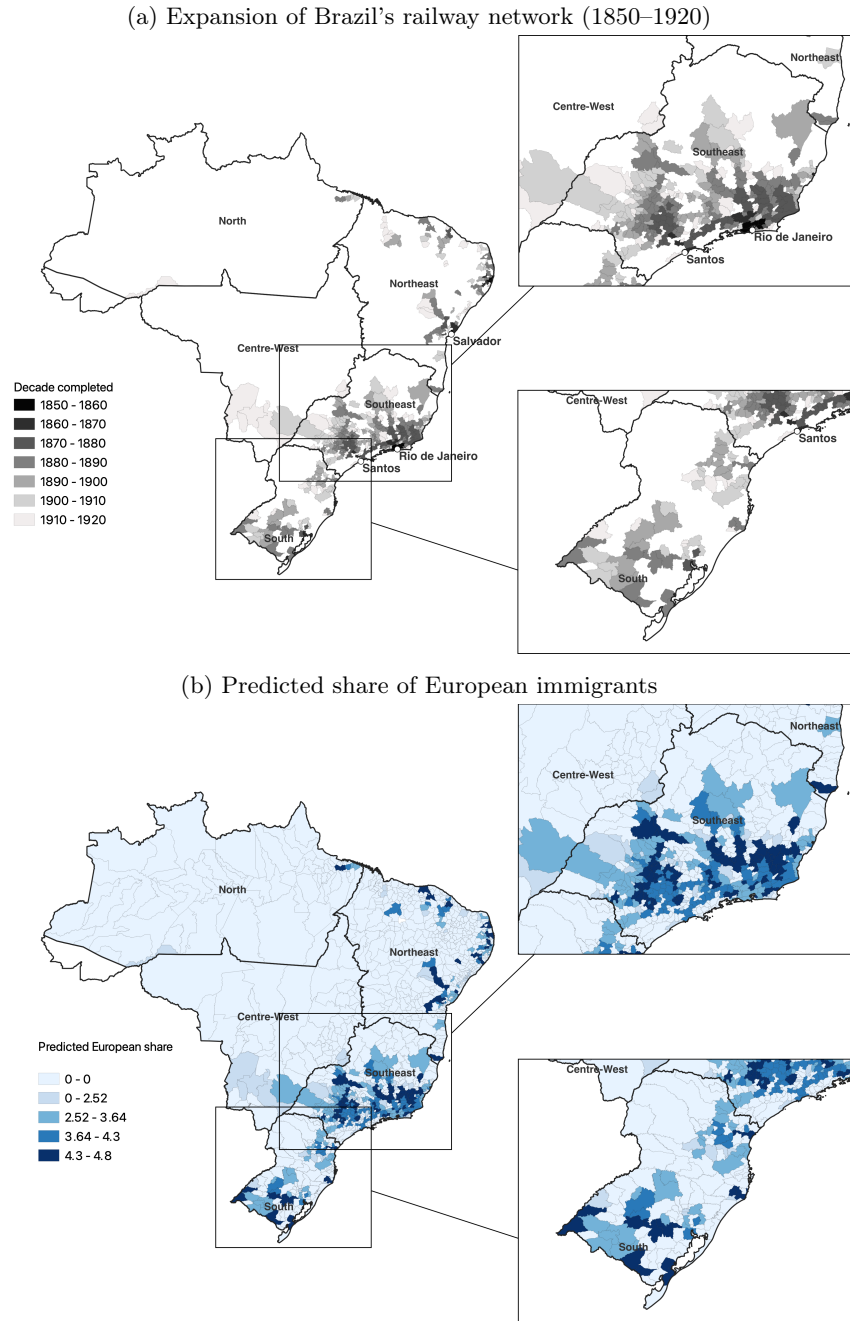 (a) Expansion of Brazil's railway network (1850–1920)
Northeast
Centre-West
Southeast
Rio de Janeiro
Santos
North
Northeast
Salvador
Centre-West
Southeast
Rio de Janeiro
Santos
South
Decade completed
1850 - 1860
1860 - 1870
1870 - 1880
1880 - 1890
1890 - 1900
1900 - 1910
1910 - 1920
Centre-West
Santos
South
(b) Predicted share of European immigrants
Northeast
Centre-West
Southeast
North
Northeast
Centre-West
Southeast
South
Predicted European share
0 - 0
0 - 2.52
2.52 - 3.64
3.64 - 4.3
4.3 - 4.8
Centre-West
South